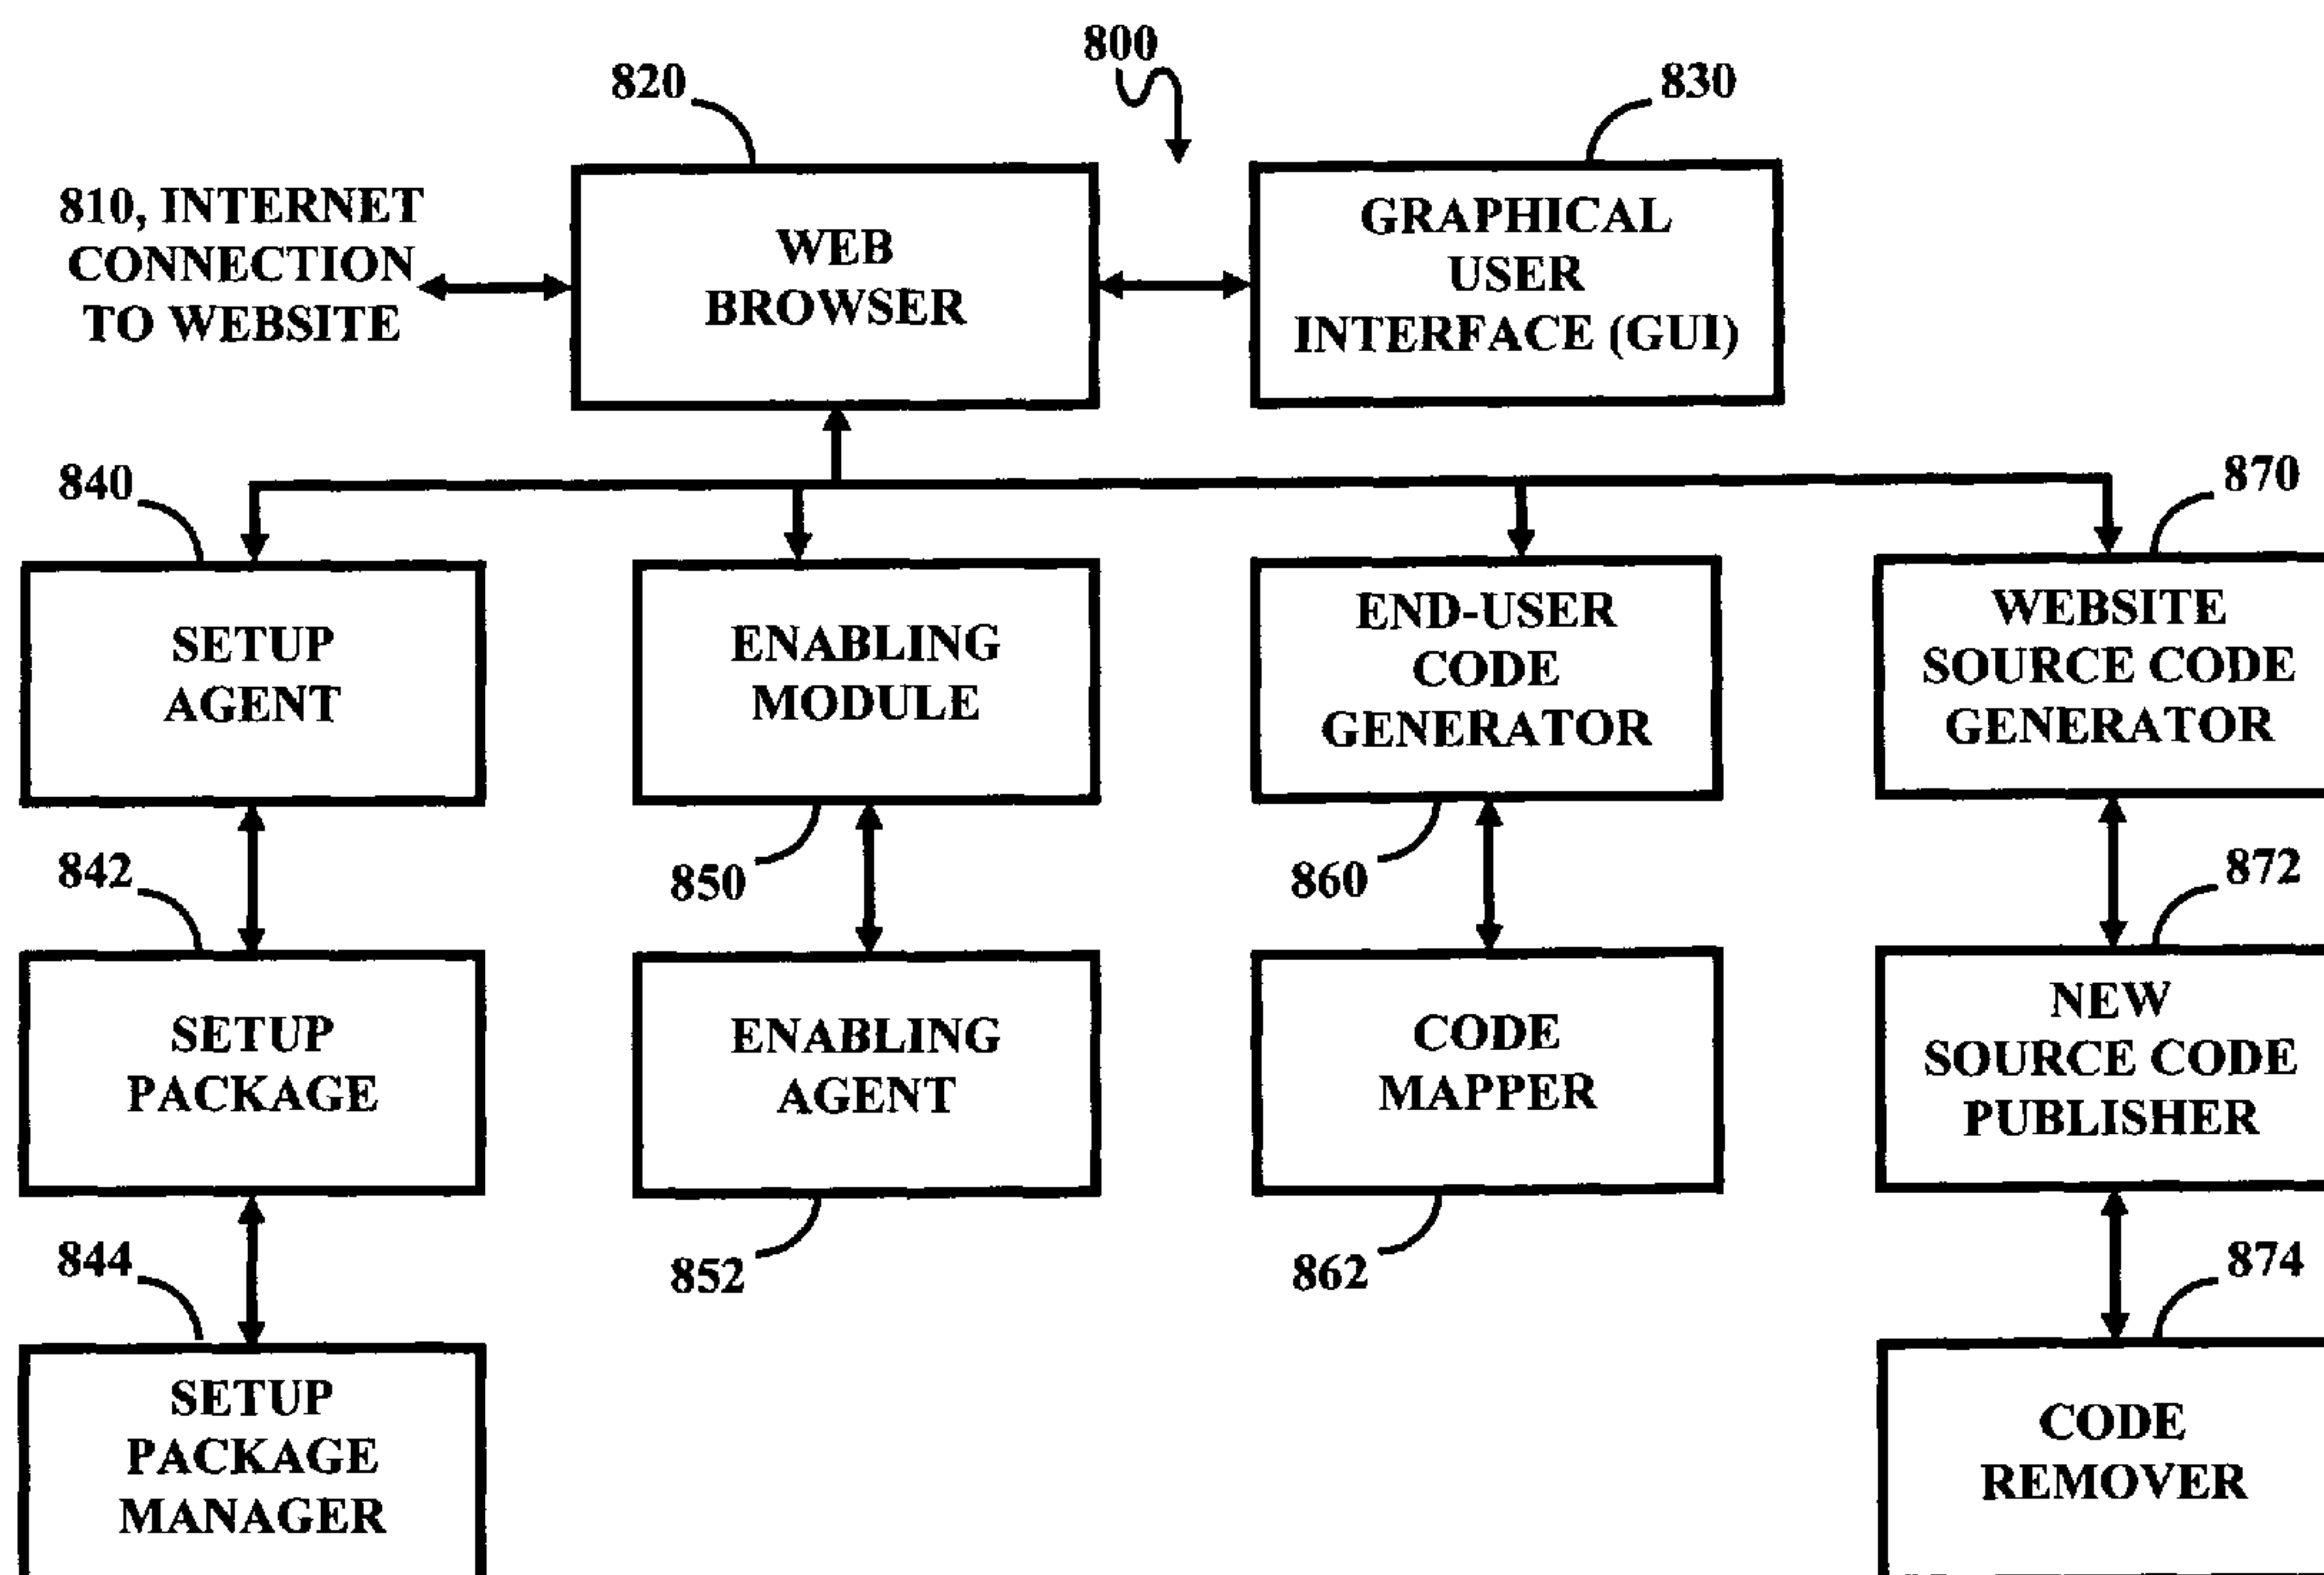 800
820
830
810, INTERNET
CONNECTION
TO WEBSITE
WEB
BROWSER
GRAPHICAL
USER
INTERFACE (GUI)
840
870
SETUP
AGENT
ENABLING
MODULE
END-USER
CODE
GENERATOR
WEBSITE
SOURCE CODE
GENERATOR
842
850
860
872
SETUP
PACKAGE
ENABLING
AGENT
CODE
MAPPER
NEW
SOURCE CODE
PUBLISHER
844
852
862
874
SETUP
PACKAGE
MANAGER
CODE
REMOVER